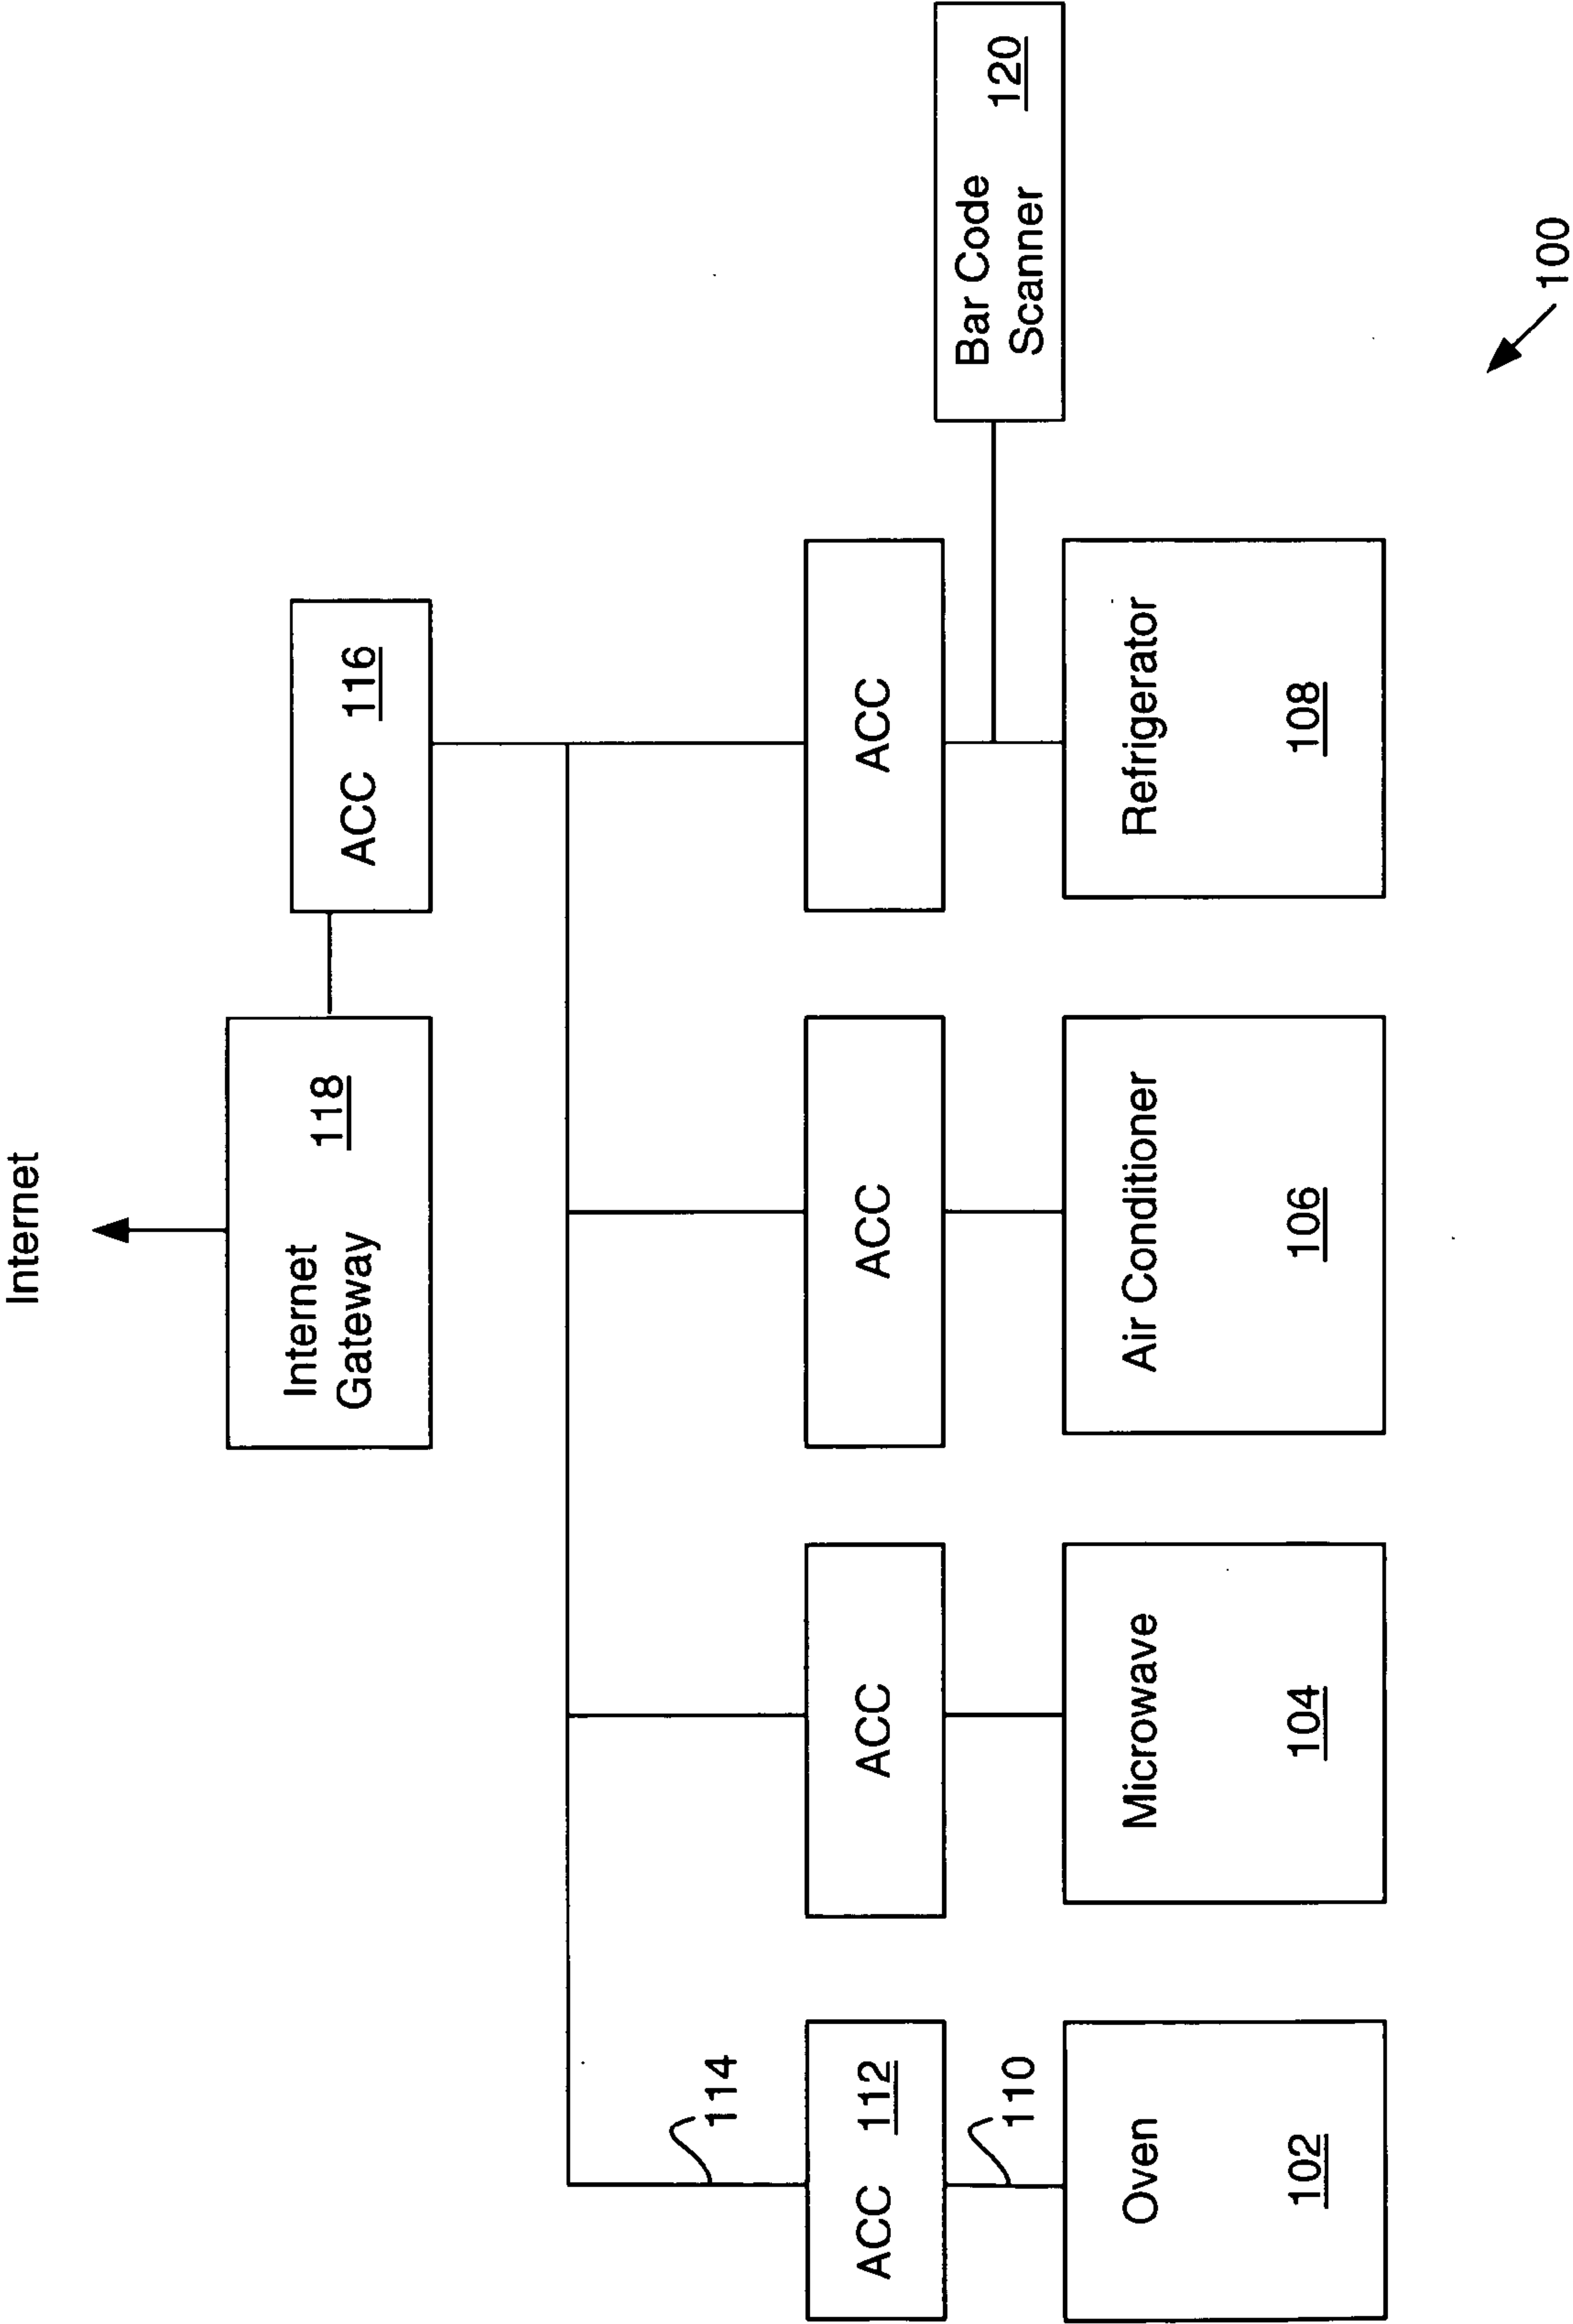 Internet
Internet
Gateway
118
ACC 116
114
ACC 112
ACC
ACC
ACC
110
Bar Code
Scanner
120
Oven
102
Microwave
104
Air Conditioner
106
Refrigerator
108
100